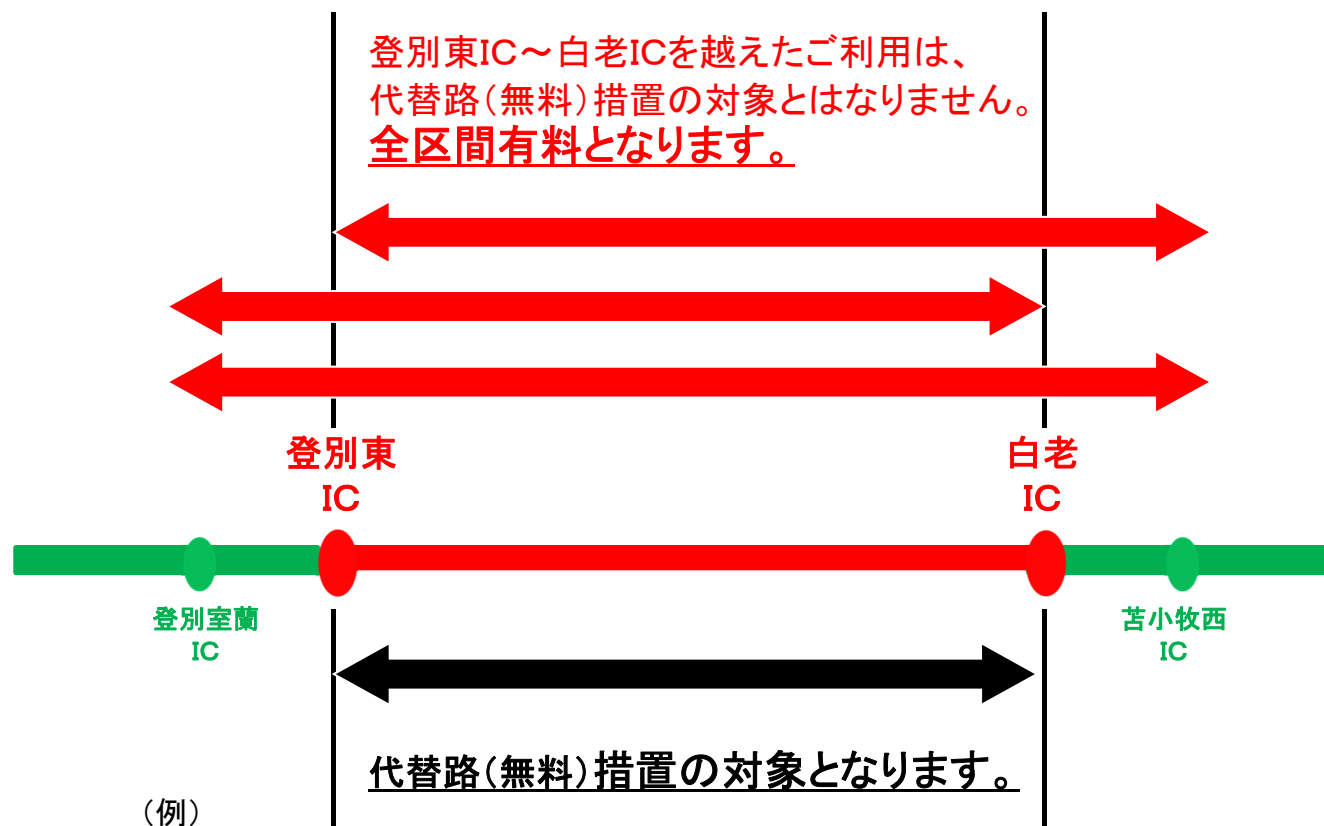 登別東IC～白老ICを越えたご利用は、
代替路（無料）措置の対象とはなりません。
全区間有料となります。
登別東
IC
白老
IC
登別室蘭
IC
苫小牧西
IC
代替路（無料）措置の対象となります。
（例）